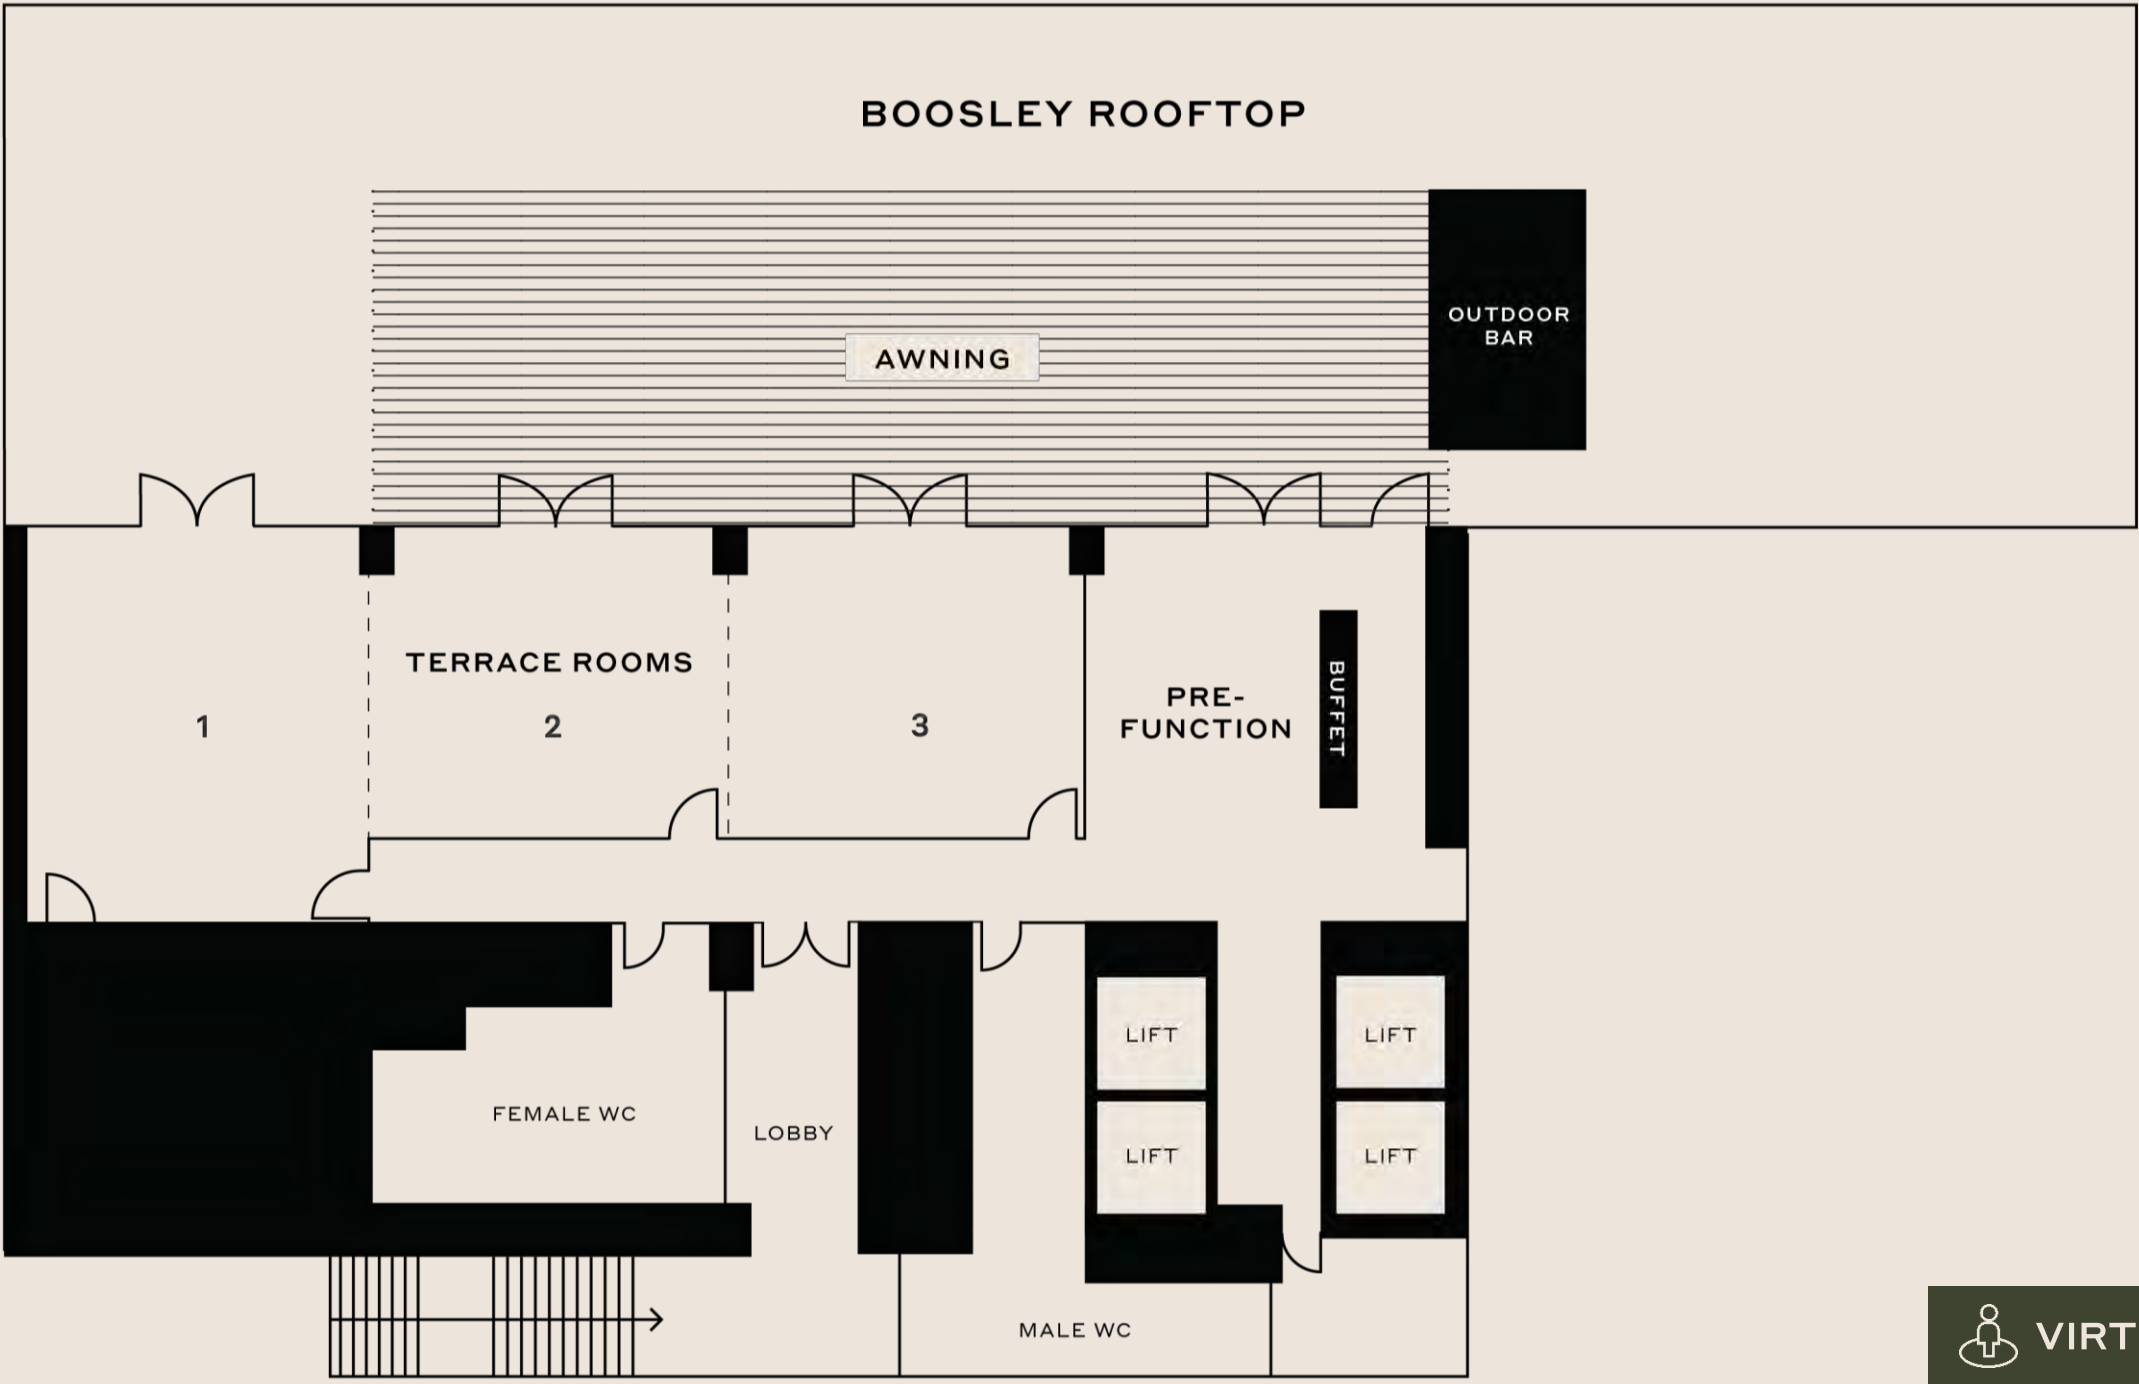 BOOSLEY ROOFTOP
OUTDOOR
BAR
AWNING
TERRACE ROOMS
1
2
3
PRE-
FUNCTION
BUFFET
LIFT
LIFT
FEMALE WC
LOBBY
LIFT
LIFT
MALE WC
VIRT